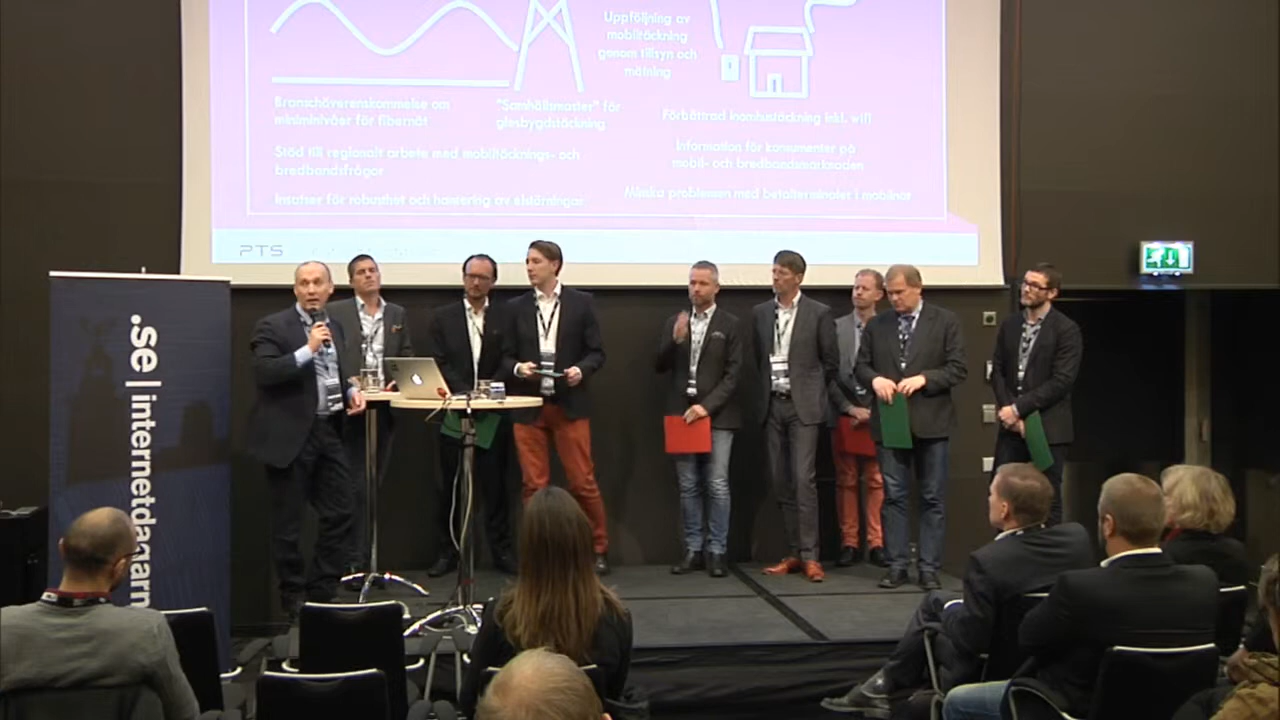 Uppföljning av
mobiltäckning
genom tillsyn och
mätning
Branschöverenskommelse om
miniminivåer för fibernät
"Samhällsmaster" för
glesbygdstäckning
Förbättrad inomhustäckning inkl. wifi
Stöd till regionalt arbete med mobiltäcknings- och
bredbandsfrågor
Information för konsumenter på
mobil- och bredbandsmarknaden
Insatser för robusthet och hantering av elstörningar
Minska problemen med betalterminaler i mobilnät
PTS
.se | internetdagarn